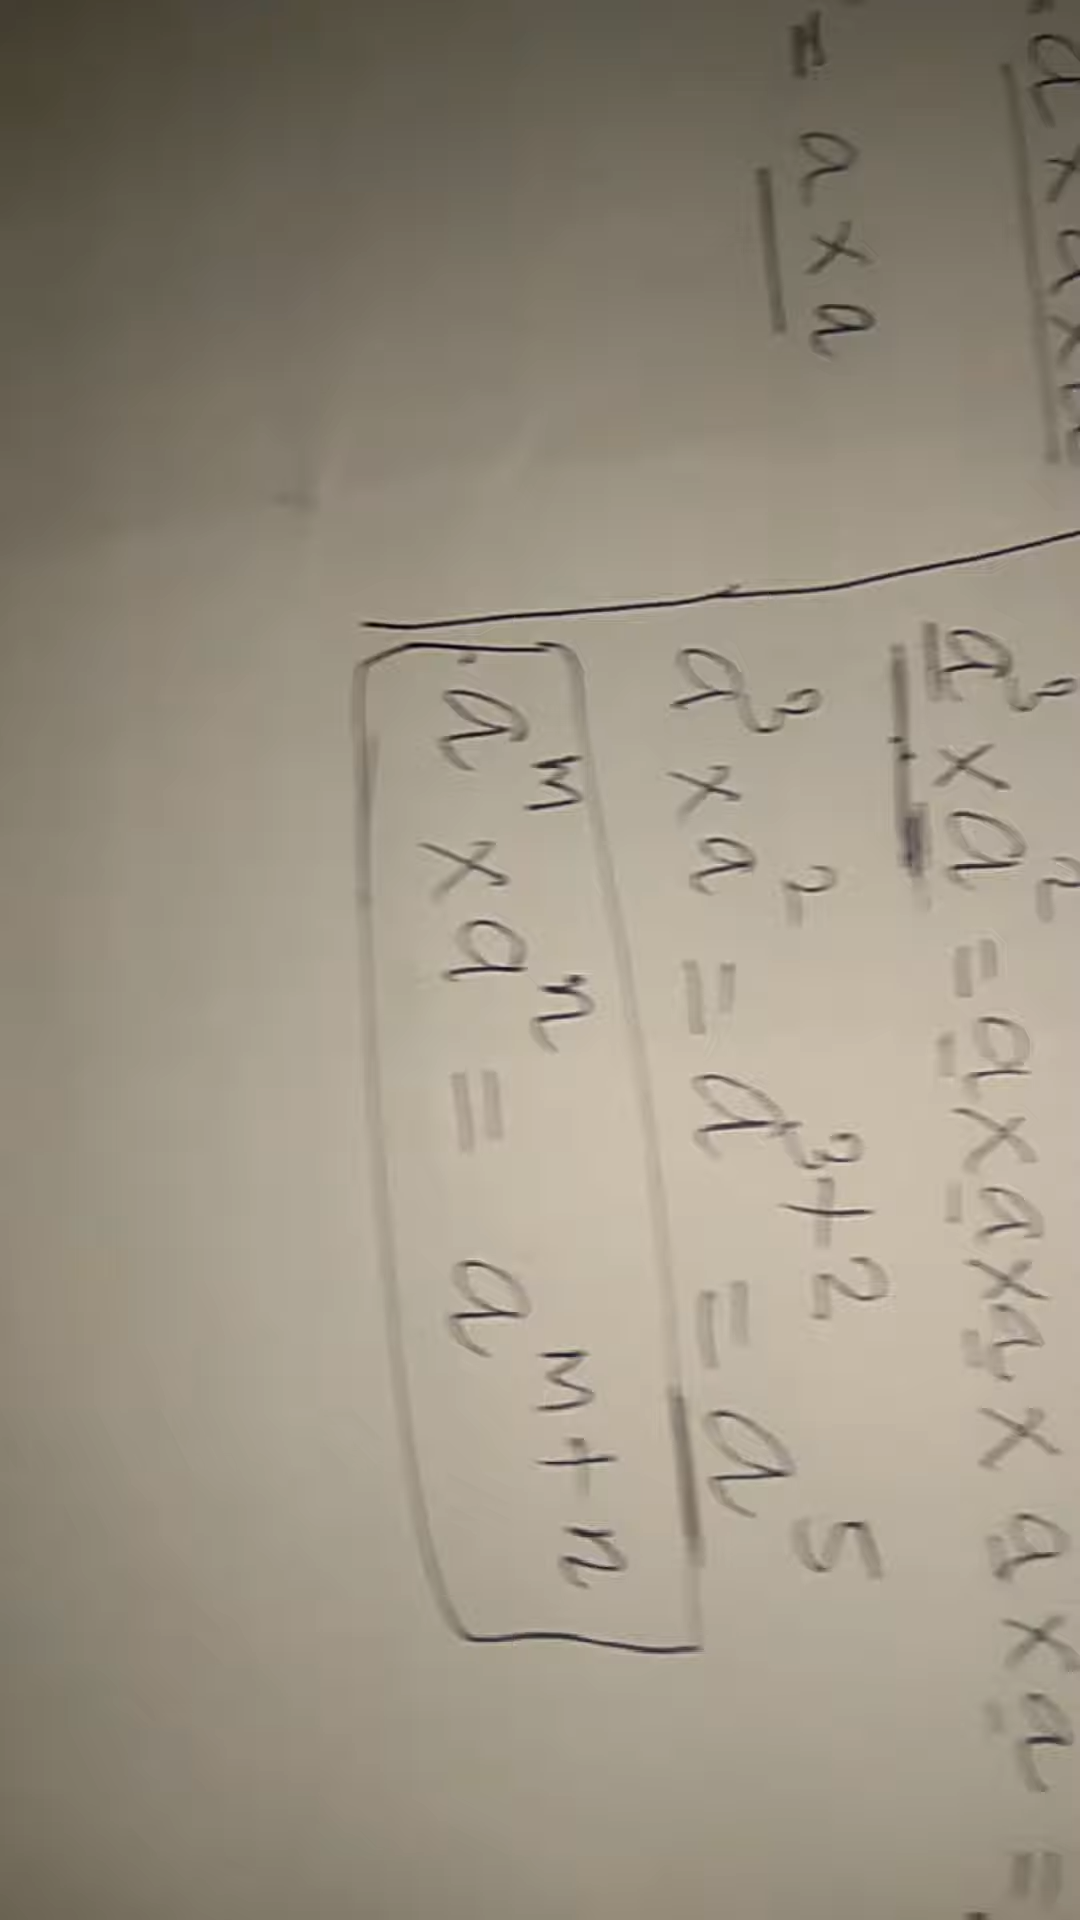 a×a×a
= a×a
a³×a² = a×a×a×a×a =
a³×a² = a³⁺² = a⁵
aᵐ×aⁿ = aᵐ⁺ⁿ